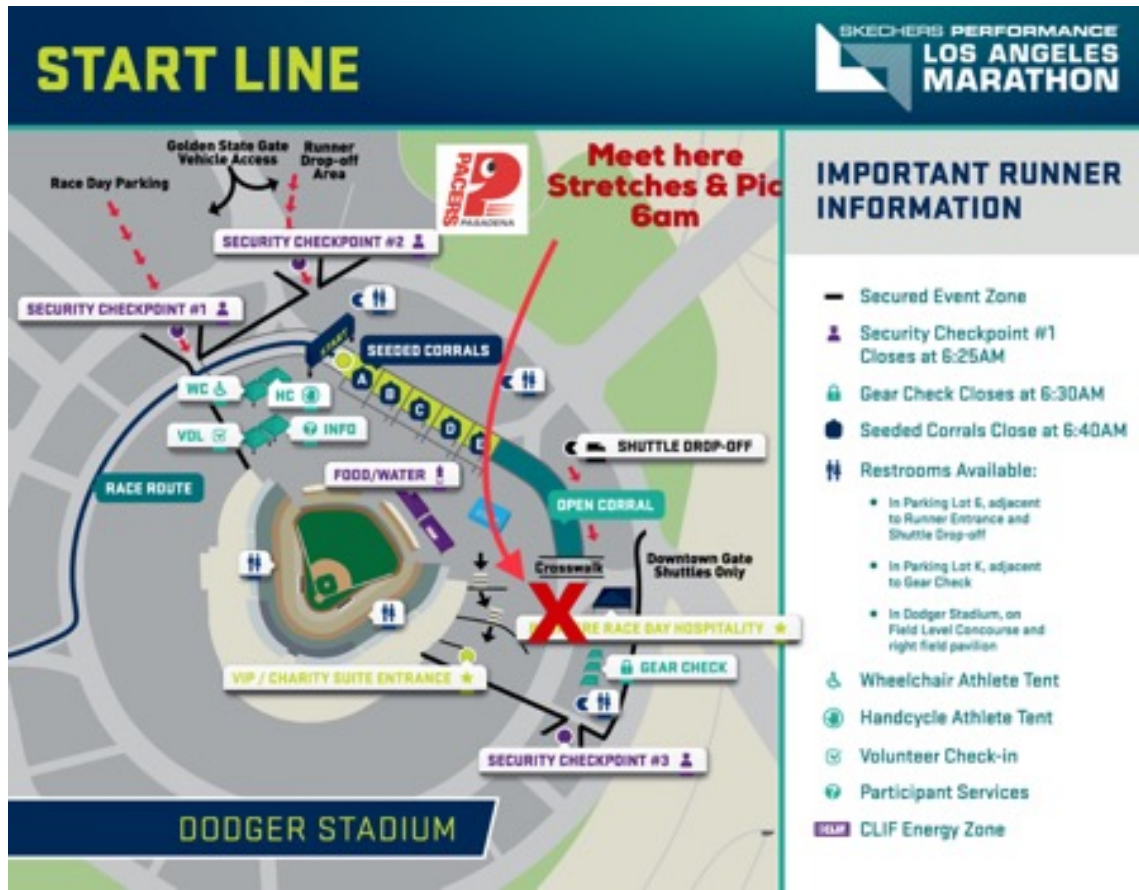 START LINE
SKECHERS PERFORMANCE
LOS ANGELES
MARATHON
Golden State Gate
Vehicle Access
Runner
Drop-off
Area
Race Day Parking
PACERS
PASADENA
Meet here
Stretches & Pic
6am
SECURITY CHECKPOINT #2
SECURITY CHECKPOINT #1
START
SEEDED CORRALS
A
B
C
D
E
WC
HC
VOL
INFO
RACE ROUTE
FOOD/WATER
SHUTTLE DROP-OFF
OPEN CORRAL
Crosswalk
Downtown Gate
Shuttles Only
X
RACE DAY HOSPITALITY
VIP / CHARITY SUITE ENTRANCE
GEAR CHECK
SECURITY CHECKPOINT #3
DODGER STADIUM
IMPORTANT RUNNER
INFORMATION
Secured Event Zone
Security Checkpoint #1
Closes at 6:25AM
Gear Check Closes at 6:30AM
Seeded Corrals Close at 6:40AM
Restrooms Available:
In Parking Lot 6, adjacent
to Runner Entrance and
Shuttle Drop-off
In Parking Lot K, adjacent
to Gear Check
In Dodger Stadium, on
Field Level Concourse and
right field pavilion
Wheelchair Athlete Tent
Handcycle Athlete Tent
Volunteer Check-in
Participant Services
CLIF Energy Zone